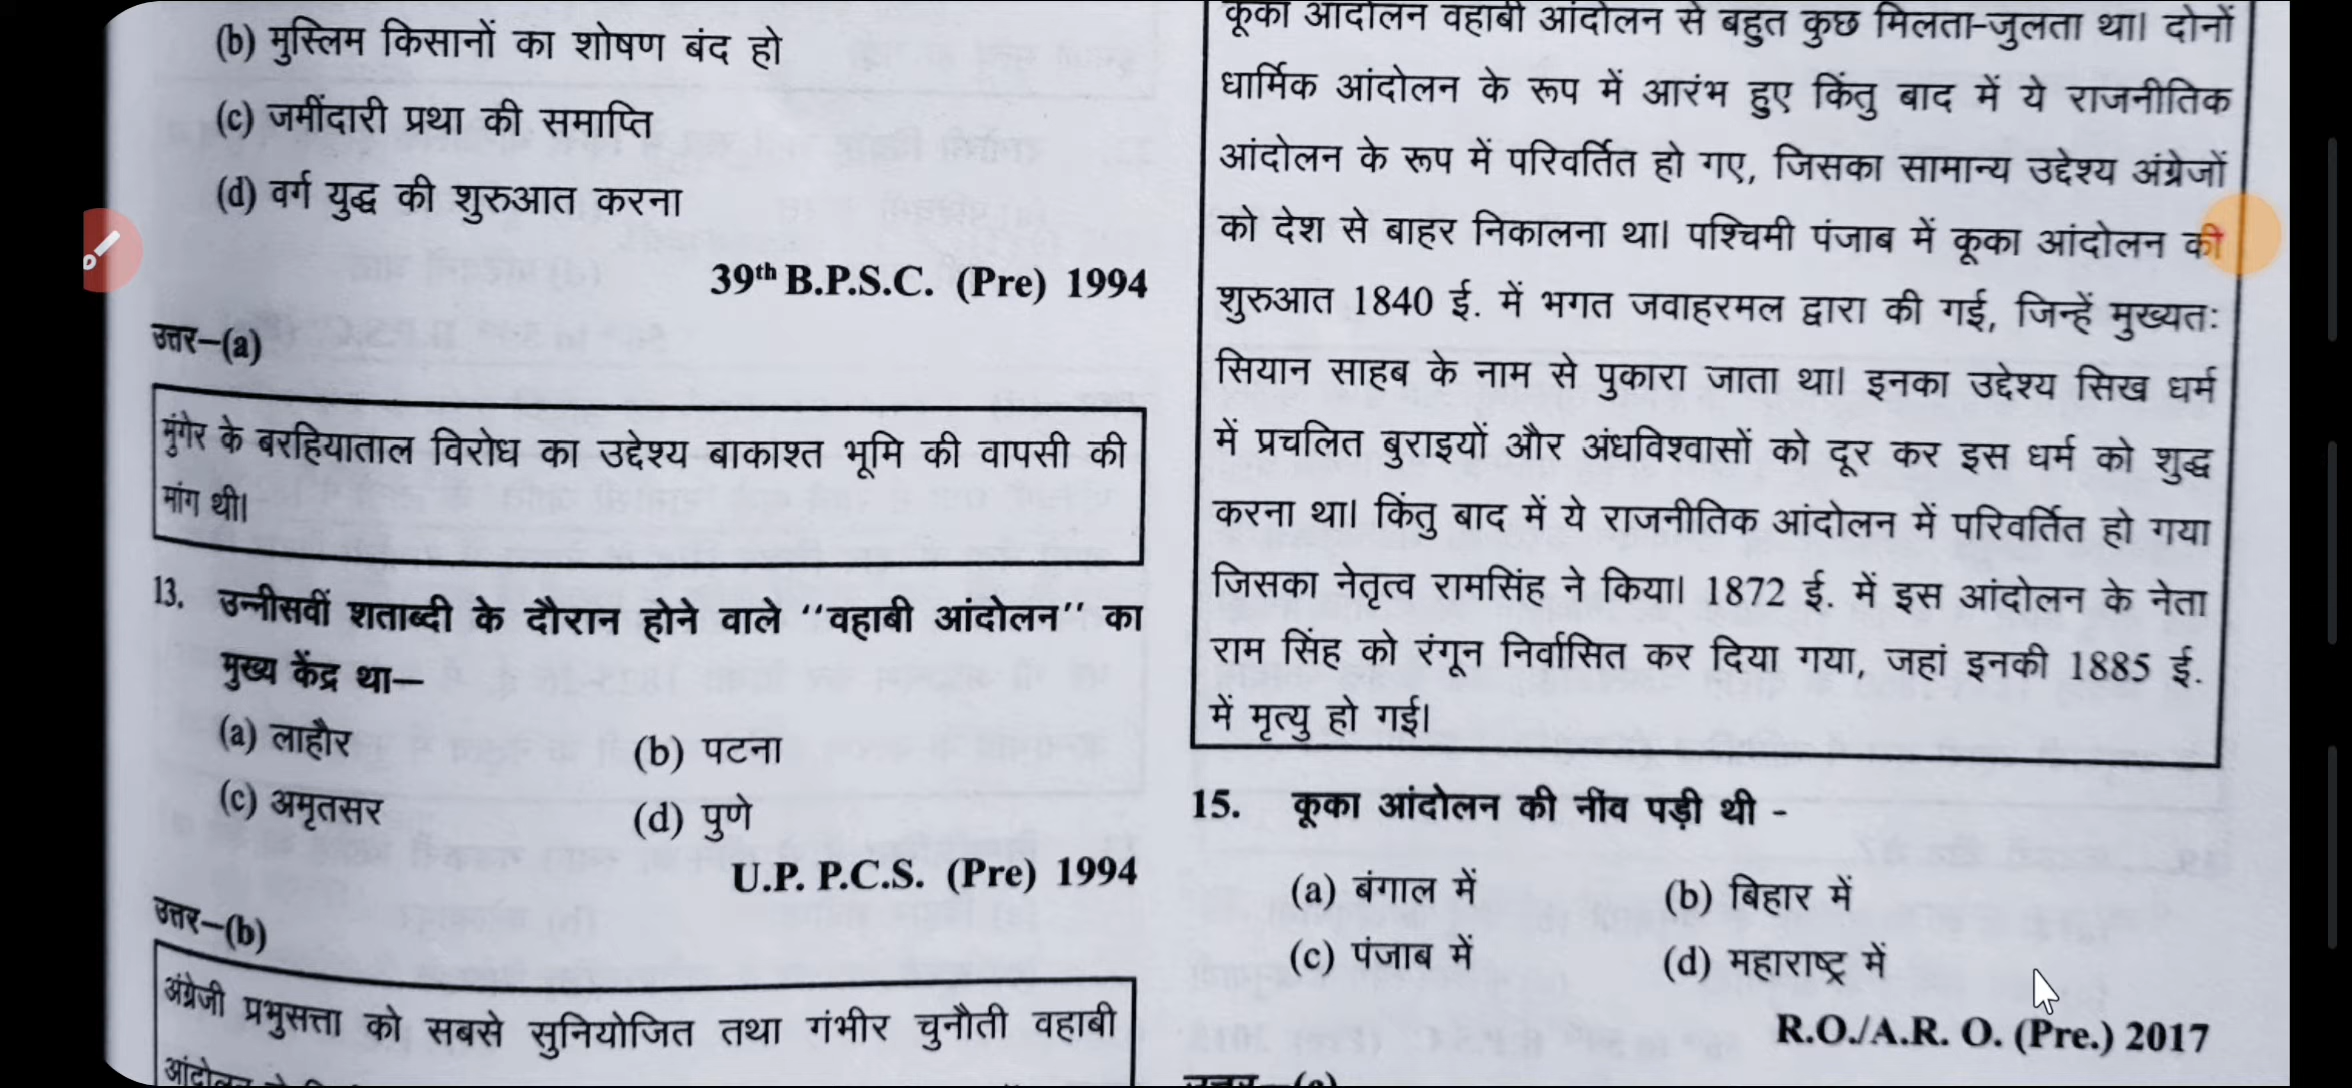 (b) मुस्लिम किसानों का शोषण बंद हो
(c) जमींदारी प्रथा की समाप्ति
(d) वर्ग युद्ध की शुरुआत करना
39th B.P.S.C. (Pre) 1994
उत्तर–(a)
मुंगेर के बरहियाताल विरोध का उद्देश्य बाकाश्त भूमि की वापसी की
मांग थी।
13. उन्नीसवीं शताब्दी के दौरान होने वाले ‘‘वहाबी आंदोलन’’ का
मुख्य केंद्र था–
(a) लाहौर (b) पटना
(c) अमृतसर (d) पुणे
U.P. P.C.S. (Pre) 1994
उत्तर–(b)
अंग्रेजी प्रभुसत्ता को सबसे सुनियोजित तथा गंभीर चुनौती वहाबी
कूका आंदोलन वहाबी आंदोलन से बहुत कुछ मिलता-जुलता था। दोनों
धार्मिक आंदोलन के रूप में आरंभ हुए किंतु बाद में ये राजनीतिक
आंदोलन के रूप में परिवर्तित हो गए, जिसका सामान्य उद्देश्य अंग्रेजों
को देश से बाहर निकालना था। पश्चिमी पंजाब में कूका आंदोलन की
शुरुआत 1840 ई. में भगत जवाहरमल द्वारा की गई, जिन्हें मुख्यतः
सियान साहब के नाम से पुकारा जाता था। इनका उद्देश्य सिख धर्म
में प्रचलित बुराइयों और अंधविश्वासों को दूर कर इस धर्म को शुद्ध
करना था। किंतु बाद में ये राजनीतिक आंदोलन में परिवर्तित हो गया
जिसका नेतृत्व रामसिंह ने किया। 1872 ई. में इस आंदोलन के नेता
राम सिंह को रंगून निर्वासित कर दिया गया, जहां इनकी 1885 ई.
में मृत्यु हो गई।
15. कूका आंदोलन की नींव पड़ी थी -
(a) बंगाल में (b) बिहार में
(c) पंजाब में (d) महाराष्ट्र में
R.O./A.R. O. (Pre.) 2017